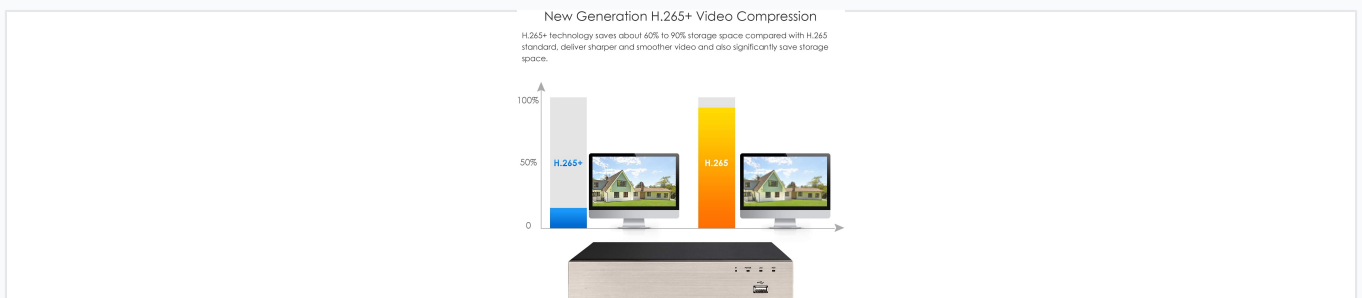 New Generation H.265+ Video Compression
H.265+ technology saves about 60% to 90% storage space compared with H.265
standard, deliver sharper and smoother video and also significantly save storage
space.
100%
50%
H.265+
H.265
0